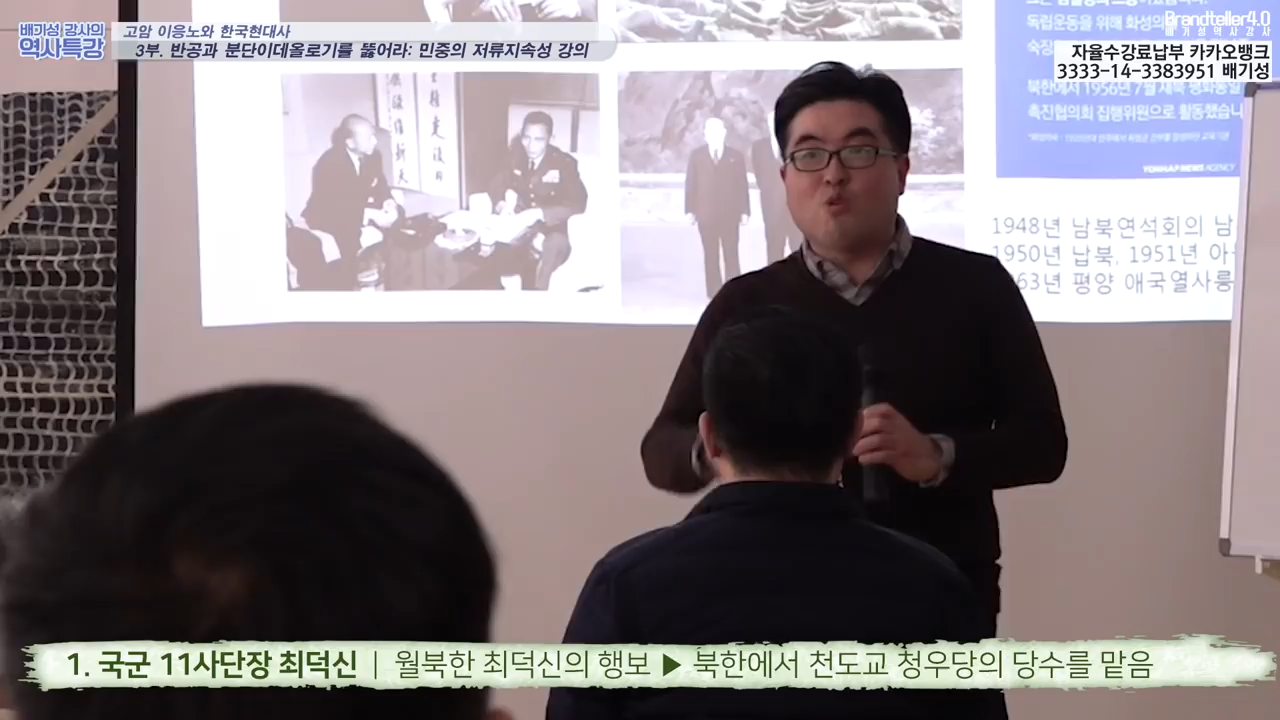 배기성 강사의
역사특강
고암 이응노와 한국현대사
3부. 반공과 분단이데올로기를 뚫어라: 민중의 저류지속성 강의
Brandteller4.0
배기성역사강사
자율수강료납부 카카오뱅크
3333-14-3383951 배기성
독립운동을 위해 화성의
북한에서 1956년 7월 재북 평화통일
촉진협의회 집행위원으로 활동했습니
YONHAP NEWS AGENCY
1948년 남북연석회의 남
1950년 납북, 1951년 아
63년 평양 애국열사릉
1. 국군 11사단장 최덕신 | 월북한 최덕신의 행보 ▶ 북한에서 천도교 청우당의 당수를 맡음